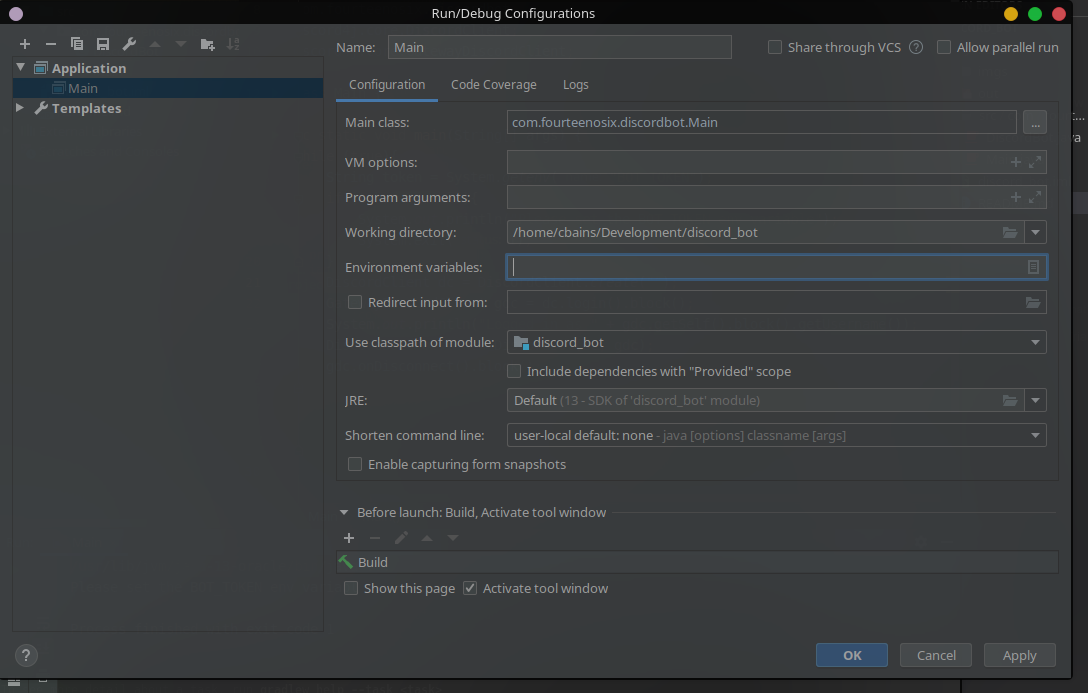 Run/Debug Configurations
Application
Main
Templates
Name: Main
Share through VCS ?
Allow parallel run
Configuration Code Coverage Logs
Main class: com.fourteenosix.discordbot.Main ...
VM options:
Program arguments:
Working directory: /home/cbains/Development/discord_bot
Environment variables:
Redirect input from:
Use classpath of module: discord_bot
Include dependencies with "Provided" scope
JRE: Default (13 - SDK of 'discord_bot' module)
Shorten command line: user-local default: none - java [options] classname [args]
Enable capturing form snapshots
Before launch: Build, Activate tool window
Build
Show this page Activate tool window
? OK Cancel Apply